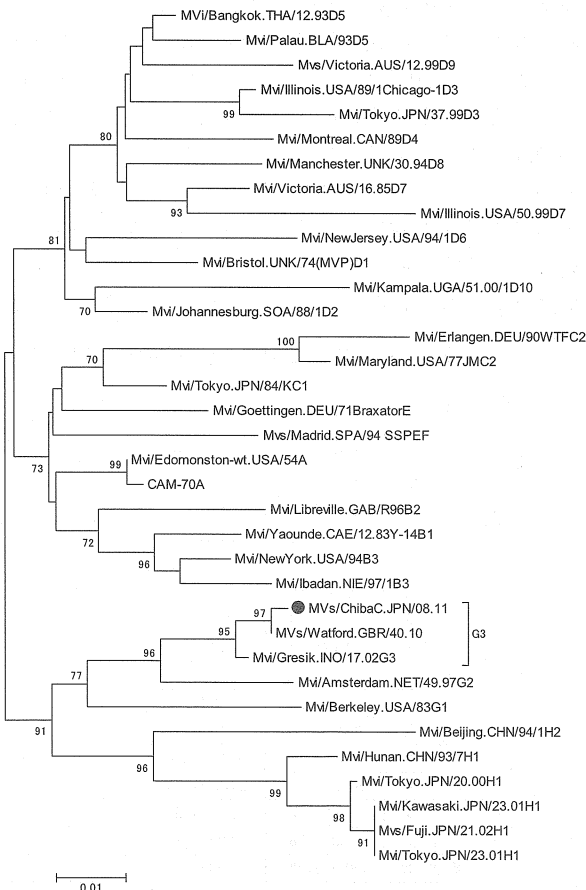 MVi/Bangkok.THA/12.93D5
Mvi/Palau.BLA/93D5
Mvs/Victoria.AUS/12.99D9
Mvi/Illinois.USA/89/1Chicago-1D3
99
Mvi/Tokyo.JPN/37.99D3
80
Mvi/Montreal.CAN/89D4
Mvi/Manchester.UNK/30.94D8
Mvi/Victoria.AUS/16.85D7
93
Mvi/Illinois.USA/50.99D7
81
Mvi/NewJersey.USA/94/1D6
Mvi/Bristol.UNK/74(MVP)D1
Mvi/Kampala.UGA/51.00/1D10
70
Mvi/Johannesburg.SOA/88/1D2
Mvi/Erlangen.DEU/90WTFC2
100
70
Mvi/Maryland.USA/77JMC2
Mvi/Tokyo.JPN/84/KC1
Mvi/Goettingen.DEU/71BraxatorE
Mvs/Madrid.SPA/94 SSPEF
73
99
Mvi/Edomonston-wt.USA/54A
CAM-70A
Mvi/Libreville.GAB/R96B2
72
Mvi/Yaounde.CAE/12.83Y-14B1
96
Mvi/NewYork.USA/94B3
Mvi/Ibadan.NIE/97/1B3
97
MVs/ChibaC.JPN/08.11
95
MVs/Watford.GBR/40.10
G3
96
Mvi/Gresik.INO/17.02G3
77
Mvi/Amsterdam.NET/49.97G2
Mvi/Berkeley.USA/83G1
91
Mvi/Beijing.CHN/94/1H2
96
Mvi/Hunan.CHN/93/7H1
99
Mvi/Tokyo.JPN/20.00H1
98
Mvi/Kawasaki.JPN/23.01H1
Mvs/Fuji.JPN/21.02H1
91
Mvi/Tokyo.JPN/23.01H1
0.01